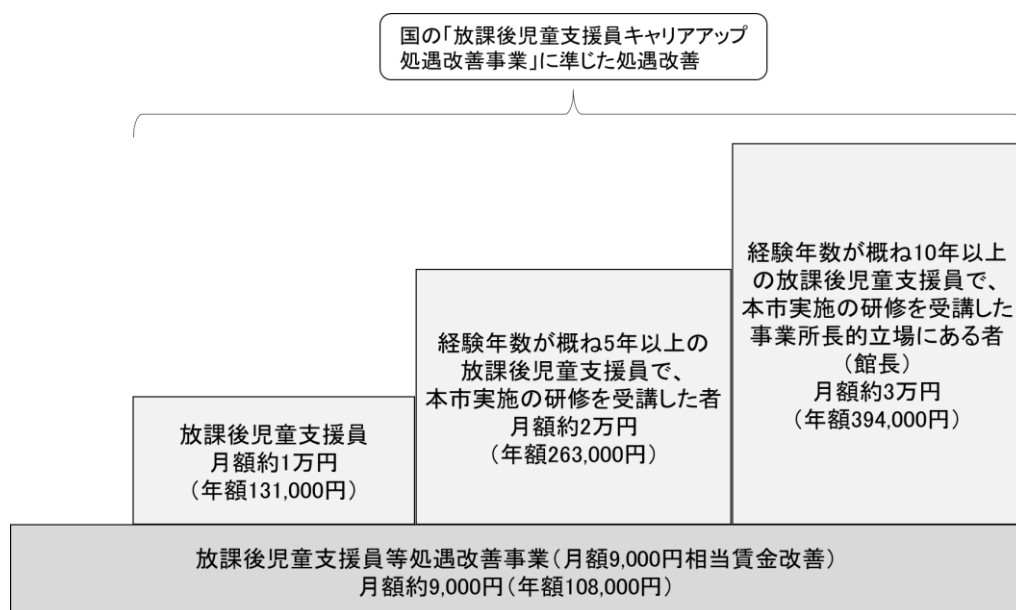 国の「放課後児童支援員キャリアアップ
処遇改善事業」に準じた処遇改善
放課後児童支援員
月額約1万円
（年額131,000円）
経験年数が概ね5年以上の
放課後児童支援員で、
本市実施の研修を受講した者
月額約2万円
（年額263,000円）
経験年数が概ね10年以上
の放課後児童支援員で、
本市実施の研修を受講した
事業所長的立場にある者
（館長）
月額約3万円
（年額394,000円）
放課後児童支援員等処遇改善事業（月額9,000円相当賃金改善）
月額約9,000円（年額108,000円）